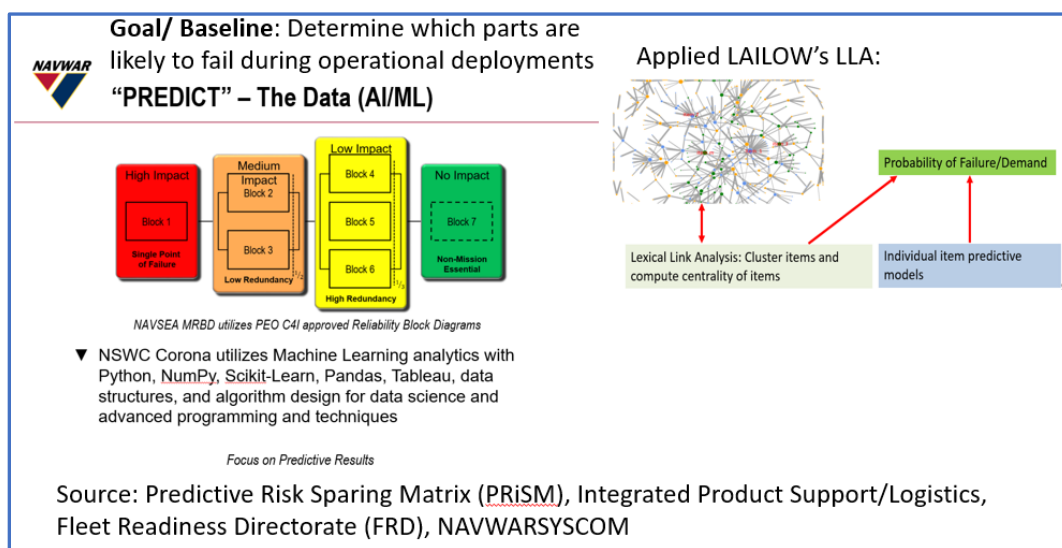 Goal/ Baseline: Determine which parts are
likely to fail during operational deployments
NAVWAR
“PREDICT” – The Data (AI/ML)
High Impact
Block 1
Single Point
of Failure
Medium
Impact
Block 2
Block 3
1/2
Low Redundancy
Low Impact
Block 4
Block 5
Block 6
1/3
High Redundancy
No Impact
Block 7
Non-Mission
Essential
NAVSEA MRBD utilizes PEO C4I approved Reliability Block Diagrams
▼ NSWC Corona utilizes Machine Learning analytics with
Python, NumPy, Scikit-Learn, Pandas, Tableau, data
structures, and algorithm design for data science and
advanced programming and techniques
Focus on Predictive Results
Applied LAILOW’s LLA:
Probability of Failure/Demand
Lexical Link Analysis: Cluster items and
compute centrality of items
Individual item predictive
models
Source: Predictive Risk Sparing Matrix (PRiSM), Integrated Product Support/Logistics,
Fleet Readiness Directorate (FRD), NAVWARSYSCOM